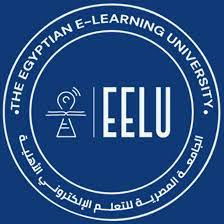 • THE EGYPTIAN E-LEARNING UNIVERSITY •
EELU
الجامعة المصرية للتعلم الإلكتروني الأهلية